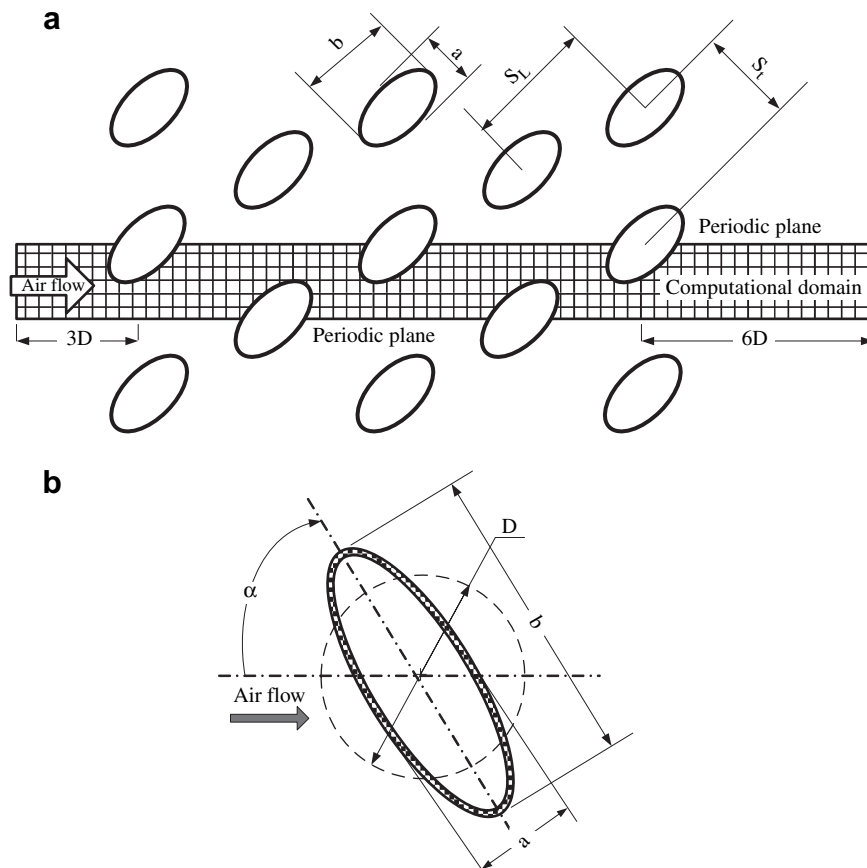 a
b
a
S_L
S_t
Periodic plane
Air flow
Computational domain
3D
Periodic plane
6D
b
D
α
b
Air flow
a